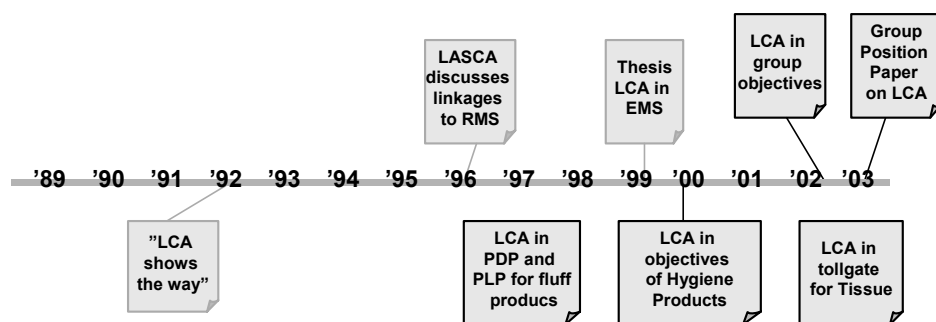 LASCA
discusses
linkages
to RMS
Thesis
LCA in
EMS
LCA in
group
objectives
Group
Position
Paper
on LCA
’89 ’90 ’91 ’92 ’93 ’94 ’95 ’96 ’97 ’98 ’99 ’00 ’01 ’02 ’03
”LCA
shows
the way”
LCA in
PDP and
PLP for fluff
producs
LCA in
objectives
of Hygiene
Products
LCA in
tollgate
for Tissue